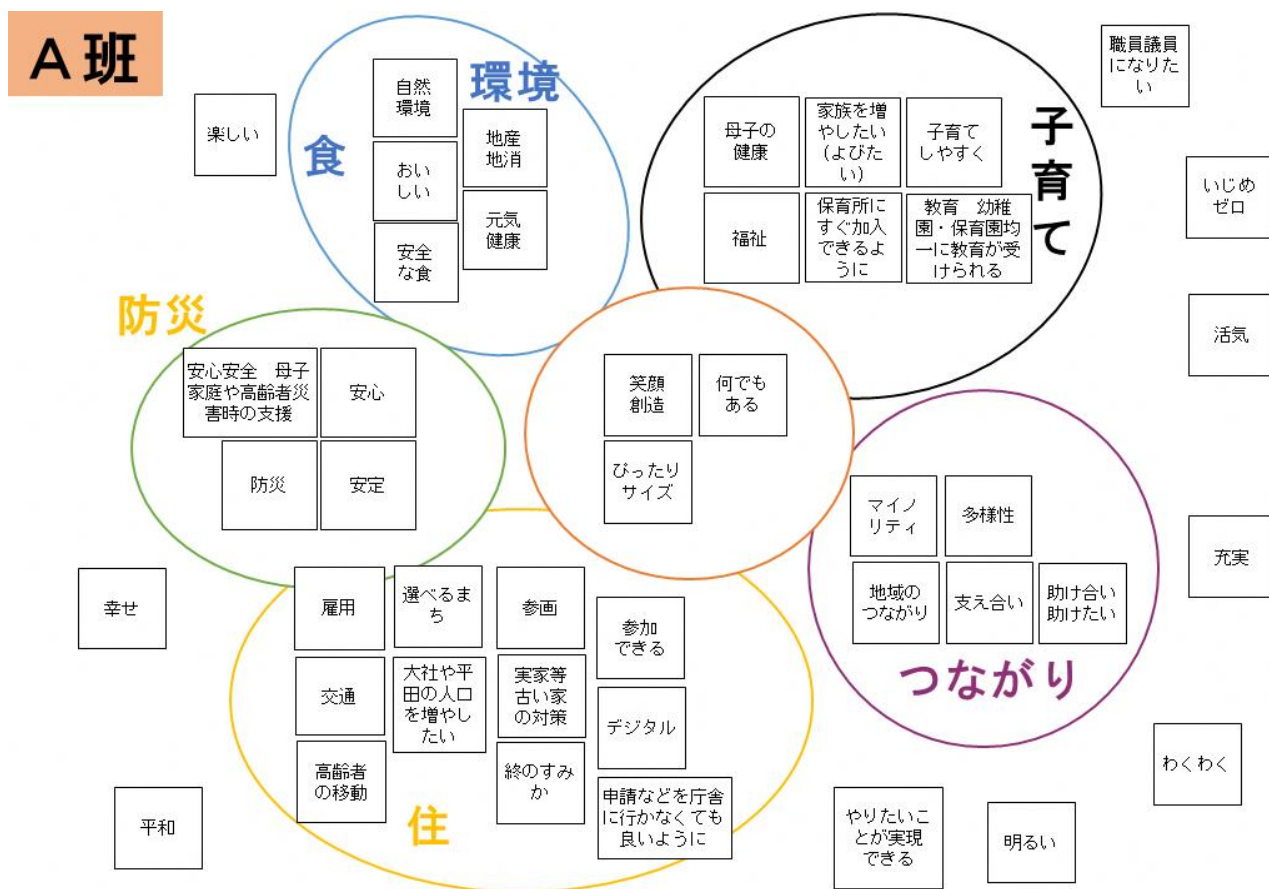 A班
楽しい
環境
食
自然
環境
地産
地消
おい
しい
元気
健康
安全
な食
子育て
母子の
健康
家族を増
やしたい
(よびた
い)
子育て
しやすく
福祉
保育所に
すぐ加入
できるよ
うに
教育 幼稚
園・保育園均
一に教育が受
けられる
職員議員
になりた
い
いじめ
ゼロ
活気
充実
防災
安心安全 母子
家庭や高齢者災
害時の支援
安心
防災
安定
笑顔
創造
何でも
ある
ぴったり
サイズ
マイノ
リティ
多様性
地域の
つながり
支え合い
助け合い
助けたい
つながり
幸せ
平和
雇用
選べるま
ち
参画
参加
できる
交通
大社や平
田の人口
を増やし
たい
実家等
古い家
の対策
デジタル
高齢者
の移動
終のすみ
か
申請などを庁舎
に行かなくても
良いように
住
わくわく
やりたいこ
とが実現
できる
明るい